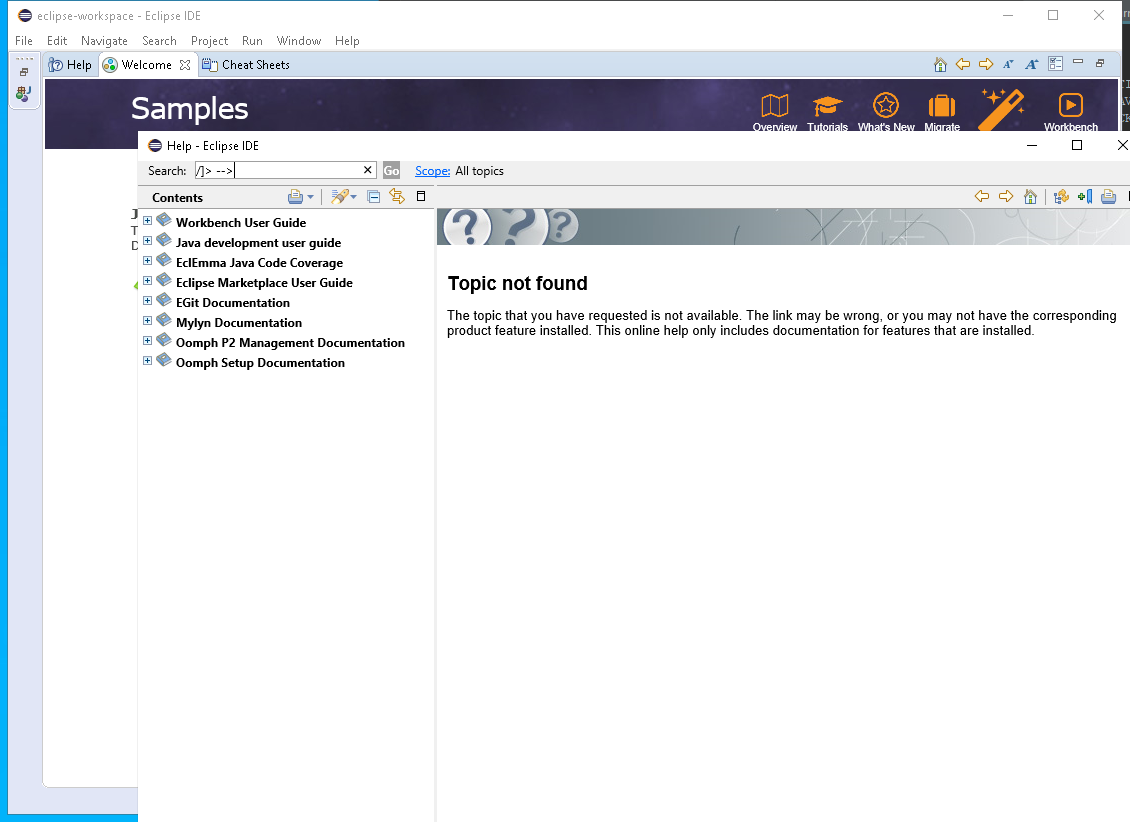 eclipse-workspace - Eclipse IDE
File Edit Navigate Search Project Run Window Help
Help Welcome Cheat Sheets
Samples
Overview Tutorials What's New Migrate Workbench
Help - Eclipse IDE
Search: /]> --> Go Scope: All topics
Contents
Workbench User Guide
Java development user guide
EclEmma Java Code Coverage
Eclipse Marketplace User Guide
EGit Documentation
Mylyn Documentation
Oomph P2 Management Documentation
Oomph Setup Documentation
Topic not found
The topic that you have requested is not available. The link may be wrong, or you may not have the corresponding
product feature installed. This online help only includes documentation for features that are installed.